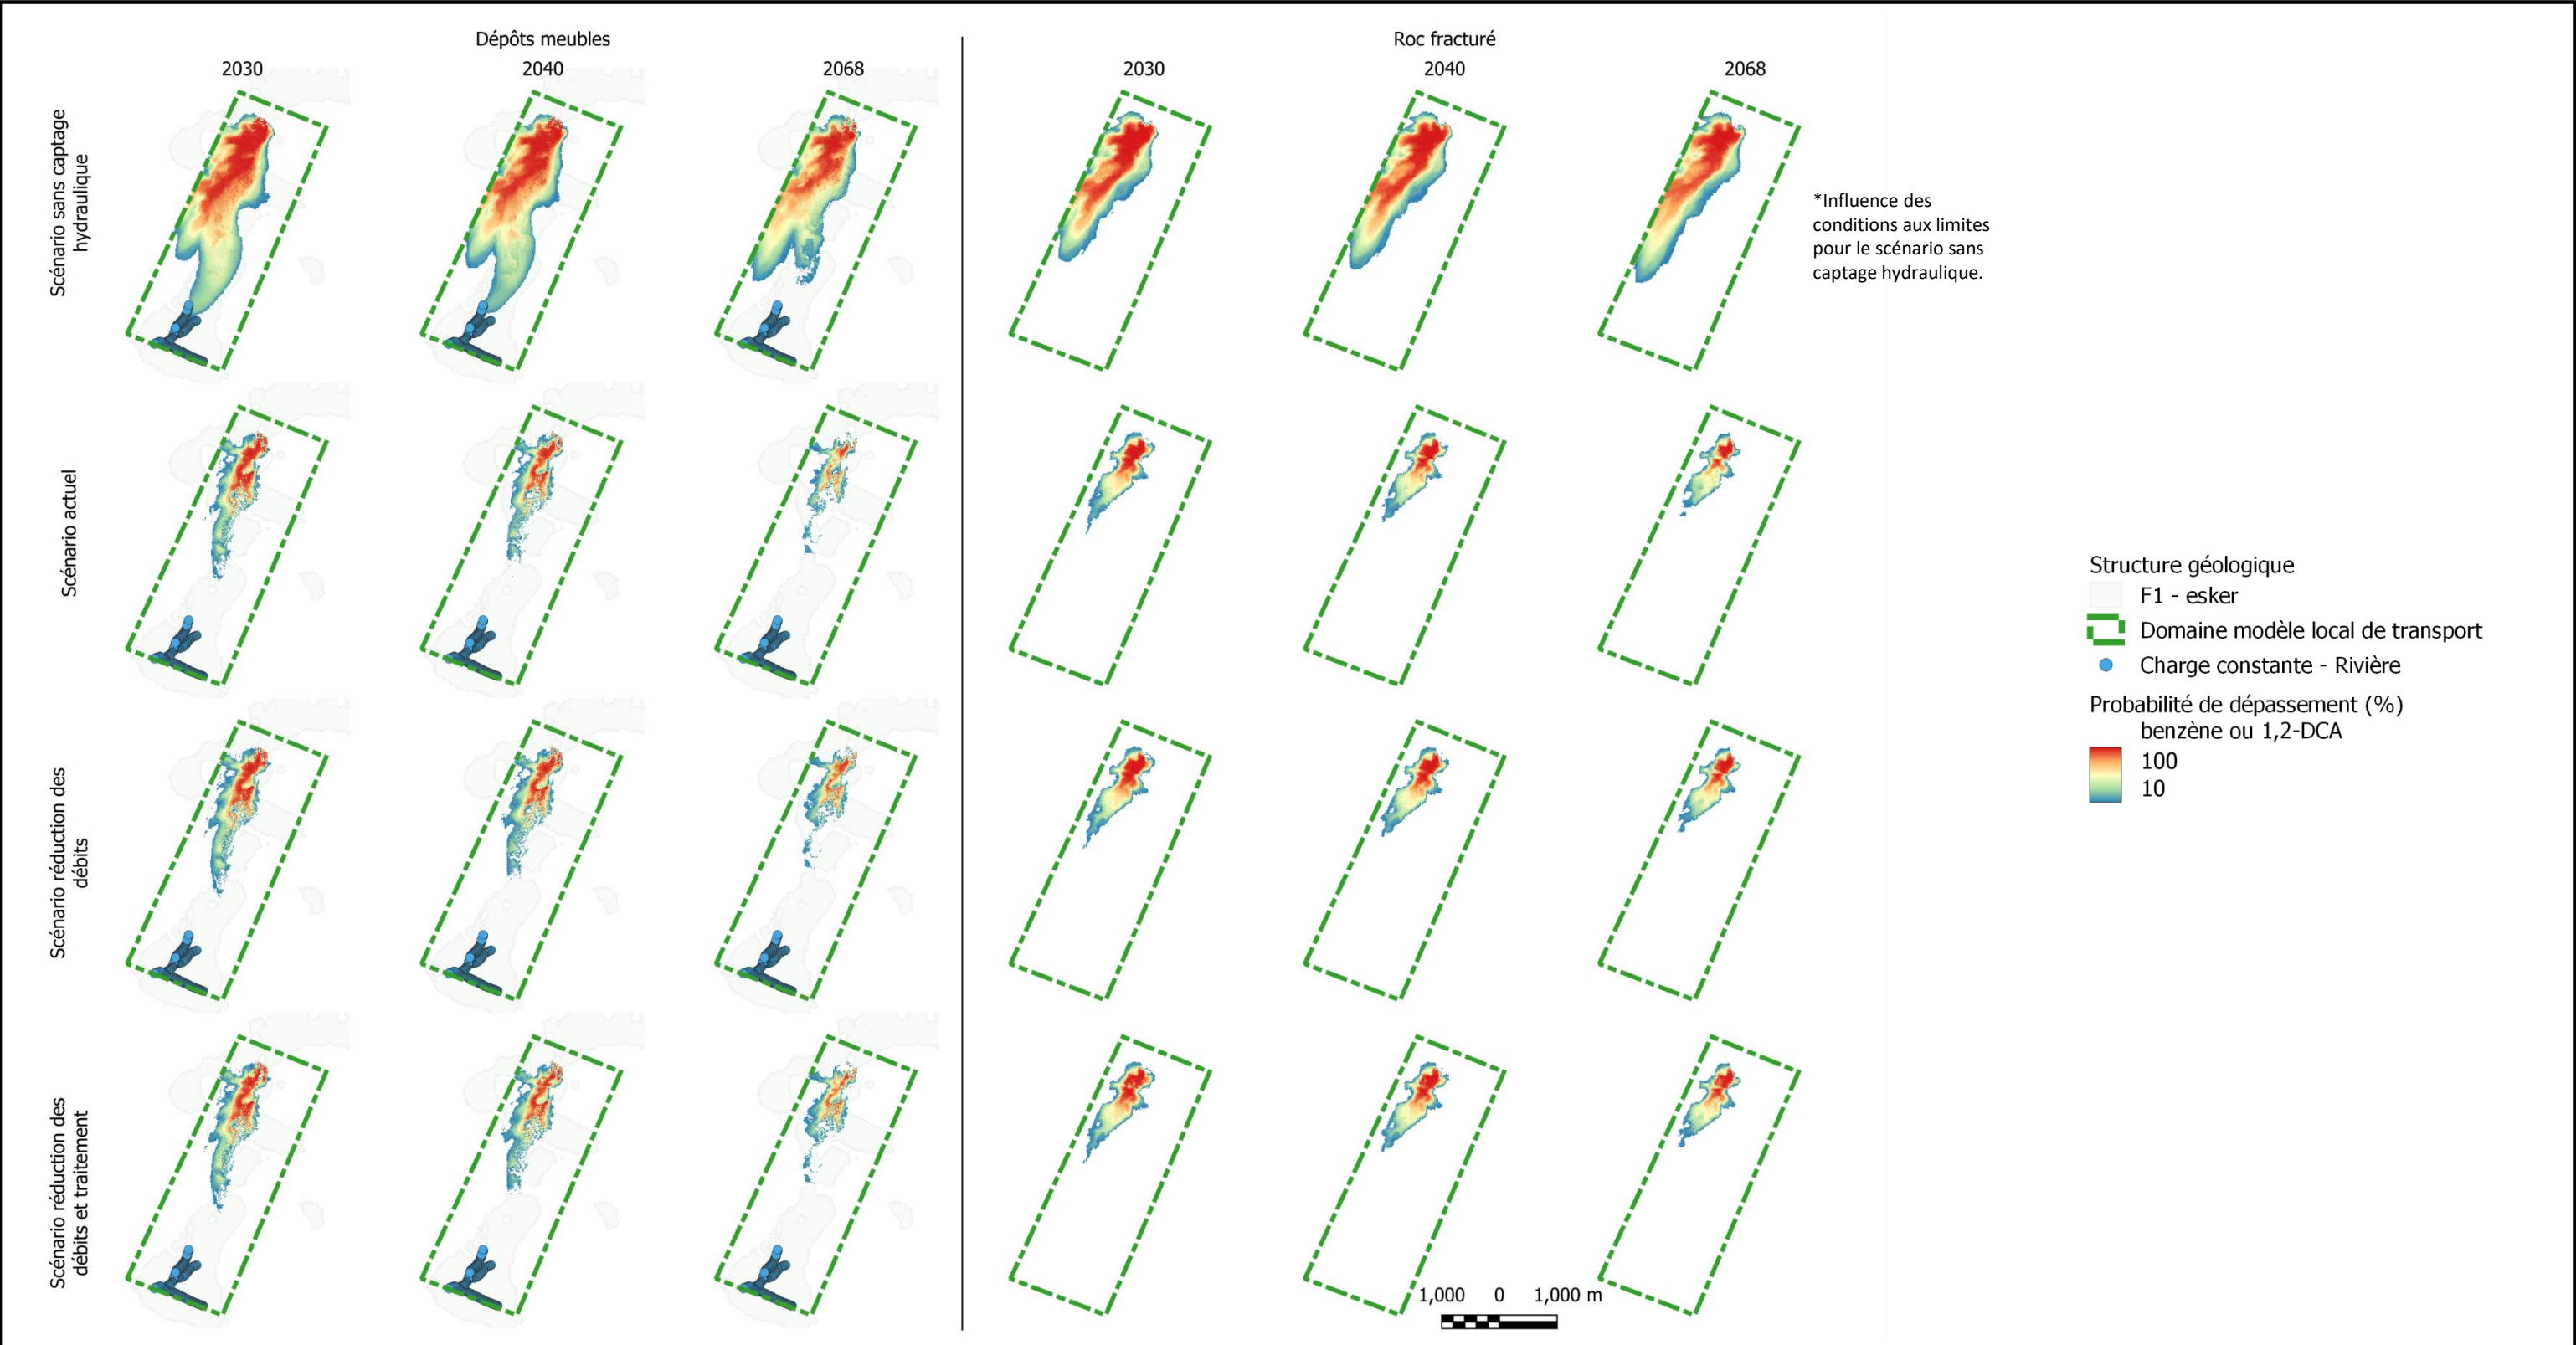 Dépôts meubles
Roc fracturé
2030
2040
2068
2030
2040
2068
Scénario sans captage
hydraulique
*Influence des
conditions aux limites
pour le scénario sans
captage hydraulique.
Scénario actuel
Scénario réduction des
débits
Scénario réduction des
débits et traitement
Structure géologique
F1 - esker
Domaine modèle local de transport
Charge constante - Rivière
Probabilité de dépassement (%)
benzène ou 1,2-DCA
100
10
1,000 0 1,000 m